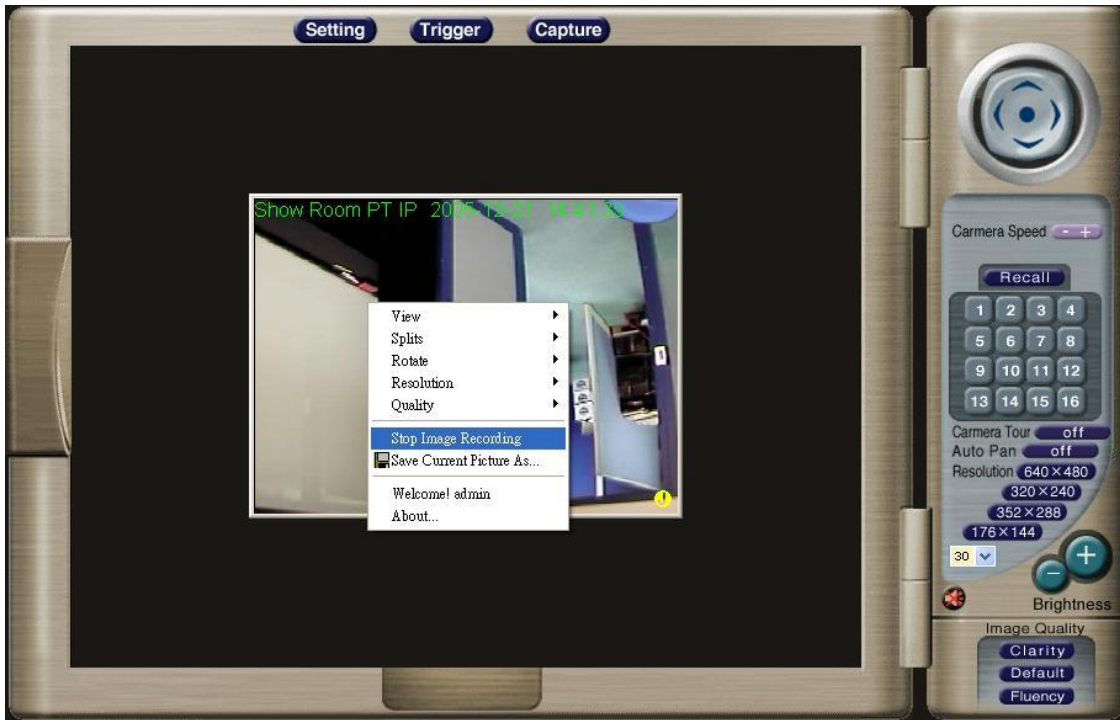 Setting Trigger Capture
Show Room PT IP 2005-12-21
View
Splits
Rotate
Resolution
Quality
Stop Image Recording
Save Current Picture As...
Welcome! admin
About...
Carmera Speed - +
Recall
1 2 3 4
5 6 7 8
9 10 11 12
13 14 15 16
Carmera Tour off
Auto Pan off
Resolution 640×480
320×240
352×288
176×144
30
+
-
Brightness
Image Quality
Clarity
Default
Fluency